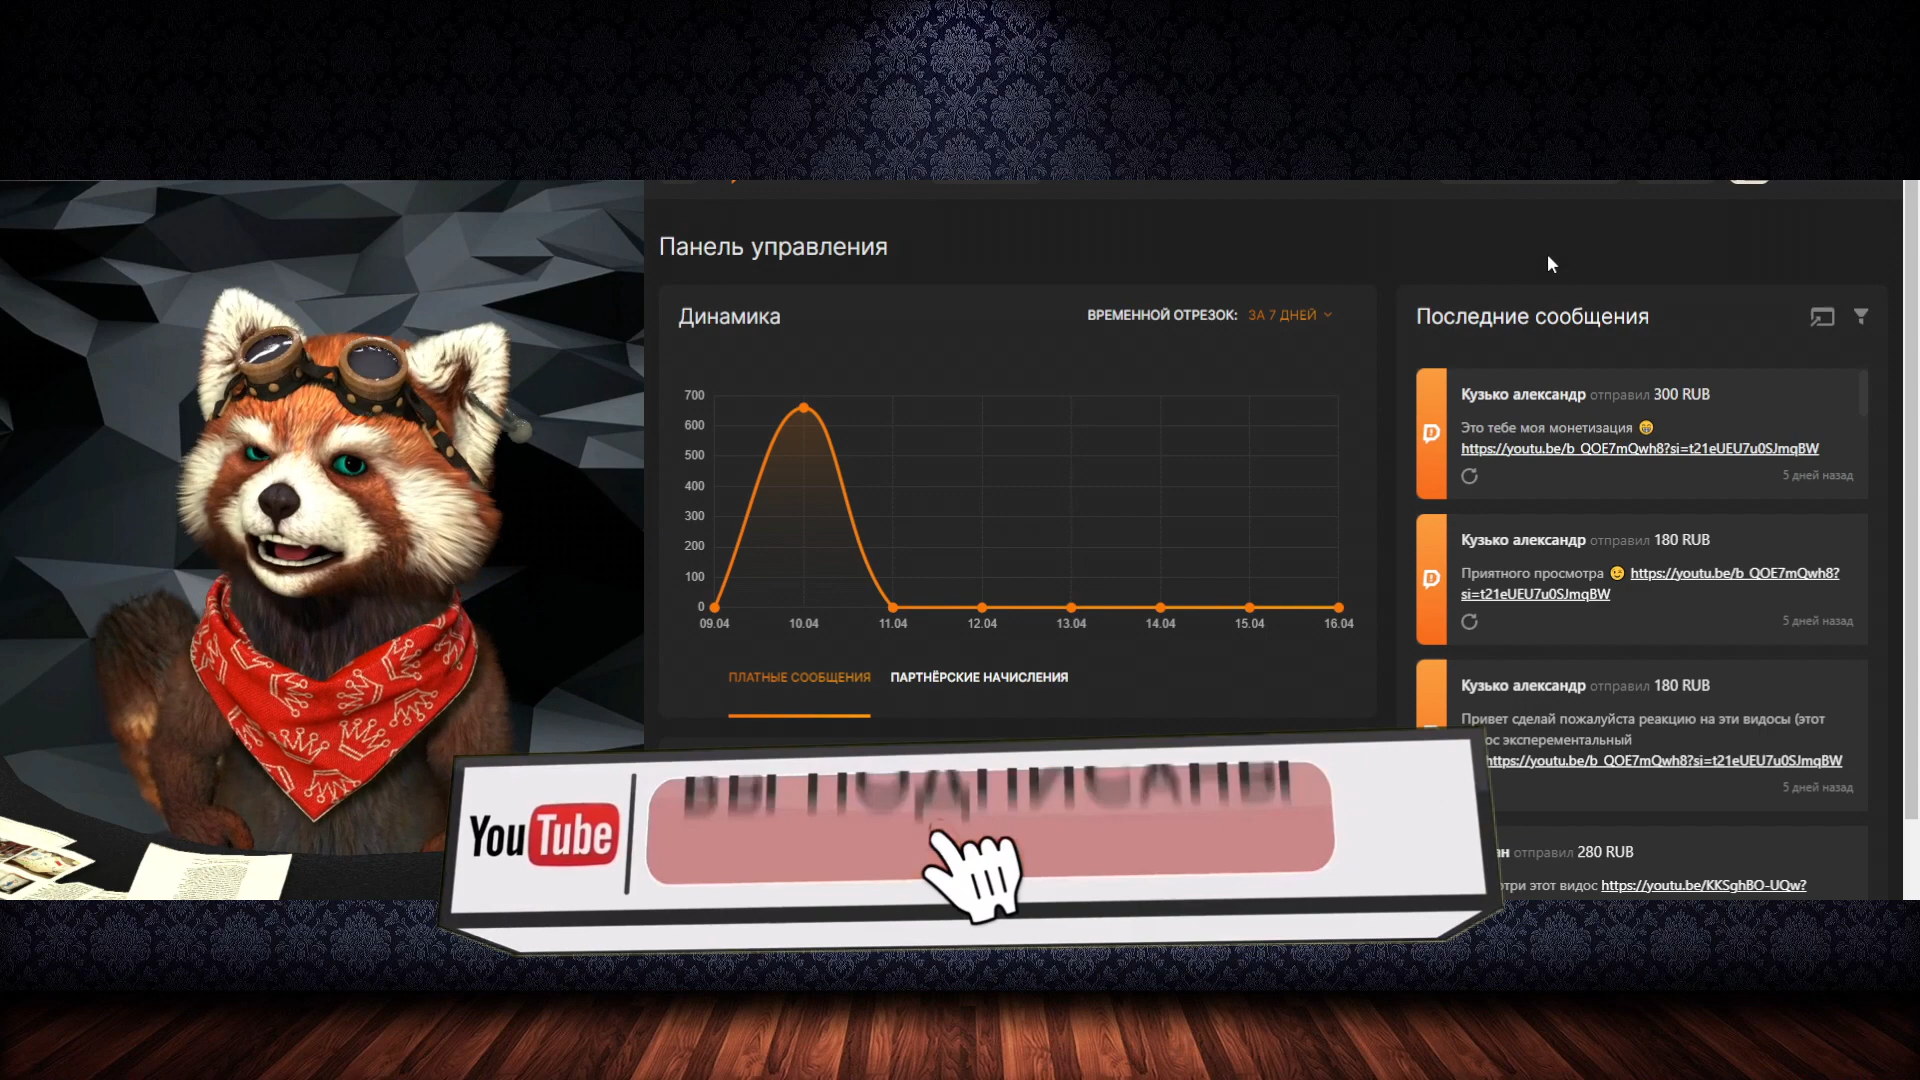 Панель управления
Динамика
ВРЕМЕННОЙ ОТРЕЗОК: ЗА 7 ДНЕЙ
700
600
500
400
300
200
100
0
09.04 10.04 11.04 12.04 13.04 14.04 15.04 16.04
ПЛАТНЫЕ СООБЩЕНИЯ ПАРТНЁРСКИЕ НАЧИСЛЕНИЯ
Последние сообщения
Кузько александр отправил 300 RUB
Это тебе моя монетизация 😁
https://youtu.be/b_QOE7mQwh8?si=t21eUEU7u0SJmqBW
5 дней назад
Кузько александр отправил 180 RUB
Приятного просмотра 😉 https://youtu.be/b_QOE7mQwh8?
si=t21eUEU7u0SJmqBW
5 дней назад
Кузько александр отправил 180 RUB
Привет сделай пожалуйста реакцию на эти видосы (этот
ос эксперементальный
https://youtu.be/b_QOE7mQwh8?si=t21eUEU7u0SJmqBW
5 дней назад
отправил 280 RUB
этот видос https://youtu.be/KKSghBO-UQw?
YouTube
ВЫ ПОДПИСАНЫ